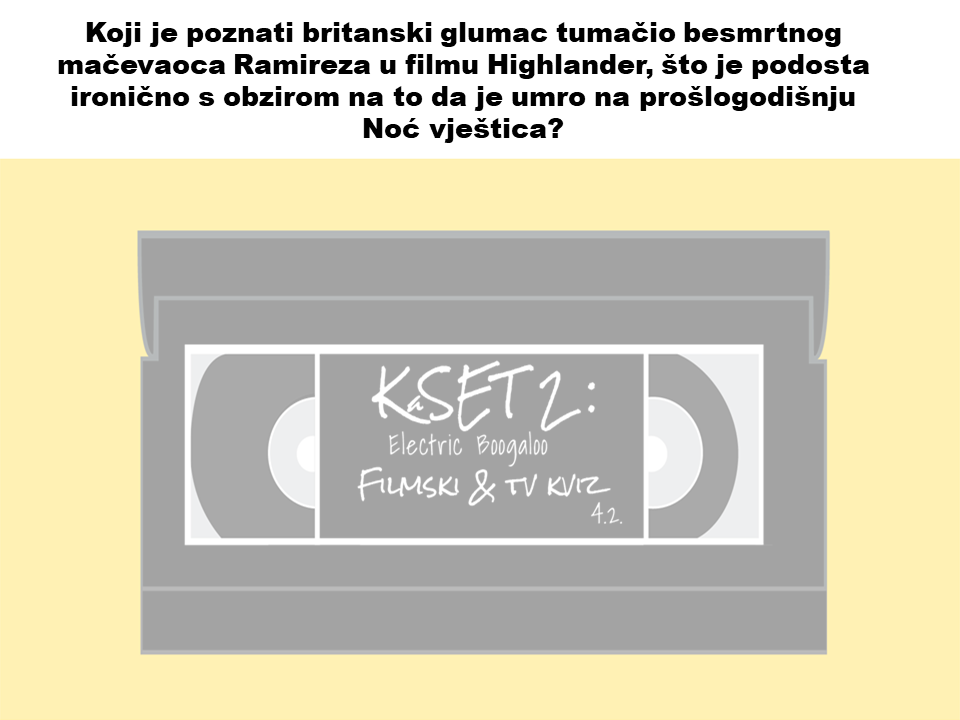 Koji je poznati britanski glumac tumačio besmrtnog
mačevaoca Ramireza u filmu Highlander, što je podosta
ironično s obzirom na to da je umro na prošlogodišnju
Noć vještica?
KaSET 2:
Electric Boogaloo
FILMSKI & TV KVIZ
4.2.